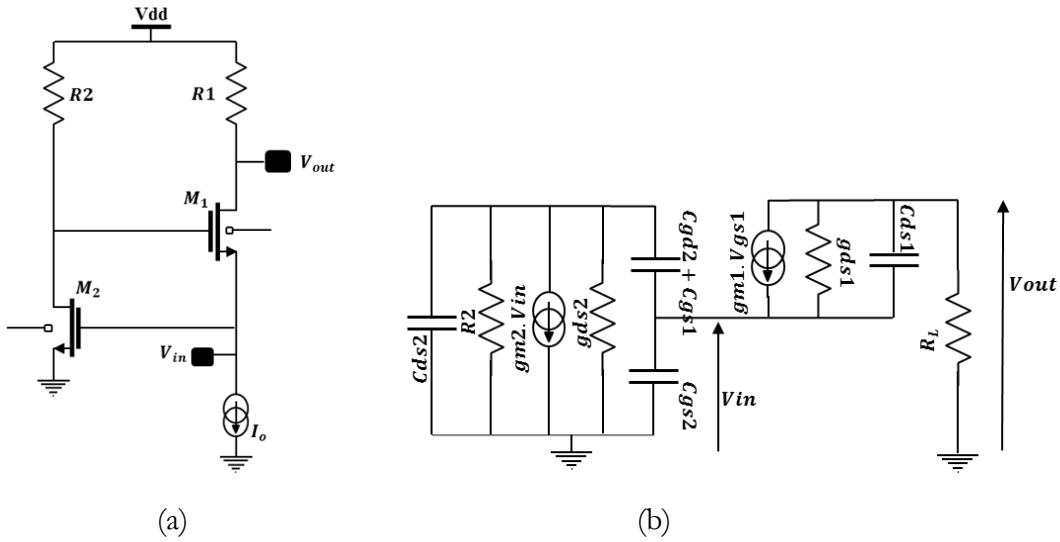 Vdd
R2
R1
V_out
M_1
M_2
V_in
I_o
(a)
Cds2
R2
gm2.Vin
gds2
Cgd2 + Cgs1
Cgs2
Vin
gm1.Vgs1
gds1
Cds1
R_L
Vout
(b)